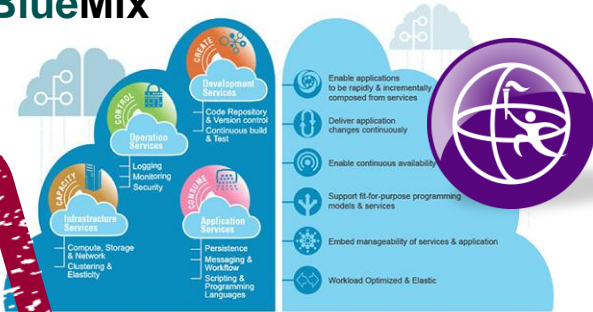 BlueMix
CREATE
Development
Services
Code Repository
& Version control
Continuous build
& Test
CONTROL
Operation
Services
Logging
Monitoring
Security
CAPACITY
Infrastructure
Services
Compute, Storage
& Network
Clustering &
Elasticity
CONSUME
Application
Services
Persistence
Messaging &
Workflow
Scripting &
Programming
Languages
Enable applications
to be rapidly & incrementally
composed from services
Deliver application
changes continuously
Enable continuous availability
Support fit-for-purpose programming
models & services
Embed manageability of services & application
Workload Optimized & Elastic